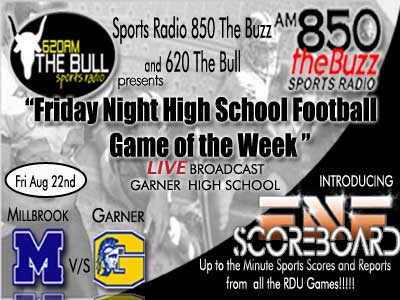 620AM
THE BULL
sports radio
Sports Radio 850 The Buzz
and 620 The Bull
presents
AM 850
theBuzz
SPORTS RADIO
"Friday Night High School Football
Game of the Week"
LIVE BROADCAST
GARNER HIGH SCHOOL
Fri Aug 22nd
MILLBROOK
GARNER
M V/S G
INTRODUCING
FNF
SCOREBOARD
Up to the Minute Sports Scores and Reports
from all the RDU Games!!!!!